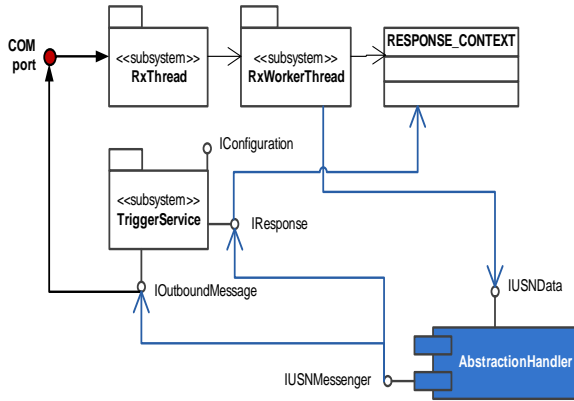 COM
port
<<subsystem>>
RxThread
<<subsystem>>
RxWorkerThread
RESPONSE_CONTEXT
IConfiguration
<<subsystem>>
TriggerService
IResponse
IOutboundMessage
IUSNData
AbstractionHandler
IUSNMessenger